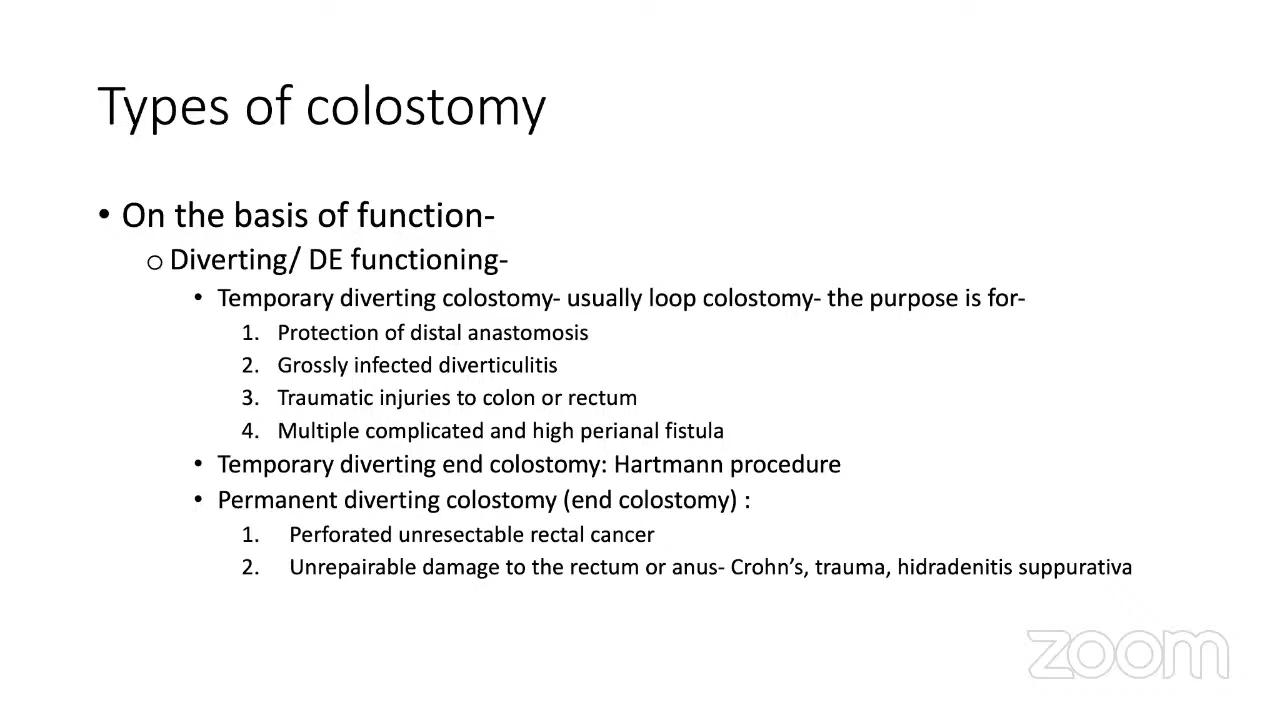 Types of colostomy
• On the basis of function-
o Diverting/ DE functioning-
• Temporary diverting colostomy- usually loop colostomy- the purpose is for-
1. Protection of distal anastomosis
2. Grossly infected diverticulitis
3. Traumatic injuries to colon or rectum
4. Multiple complicated and high perianal fistula
• Temporary diverting end colostomy: Hartmann procedure
• Permanent diverting colostomy (end colostomy) :
1. Perforated unresectable rectal cancer
2. Unrepairable damage to the rectum or anus- Crohn’s, trauma, hidradenitis suppurativa
zoom